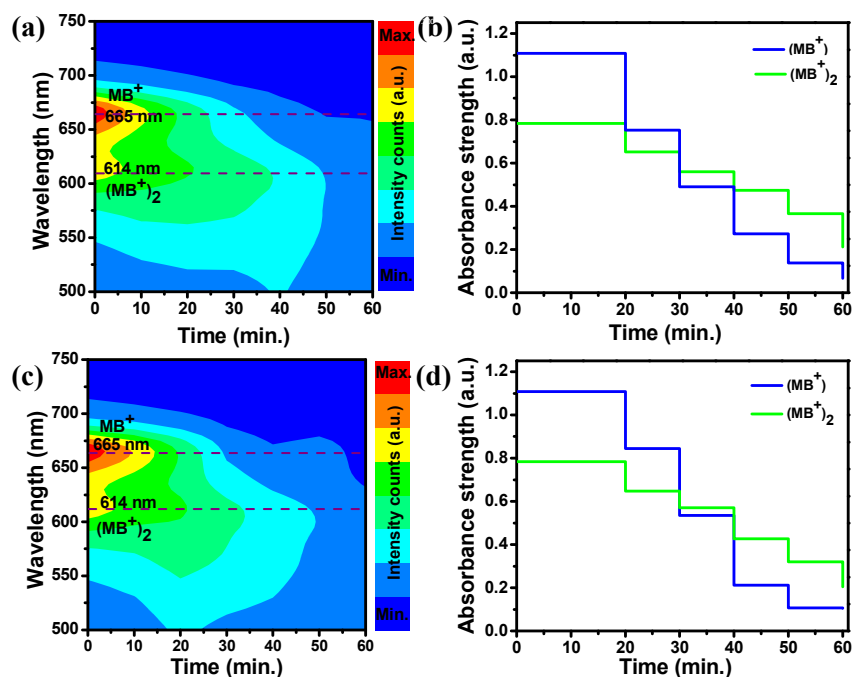 (a)
Wavelength (nm)
750
700
650
600
550
500
MB⁺
665 nm
614 nm
(MB⁺)₂
0 10 20 30 40 50 60
Time (min.)
Max.
Intensity counts (a.u.)
Min.
(b)
Absorbance strength (a.u.)
1.2
1.0
0.8
0.6
0.4
0.2
0.0
(MB⁺)
(MB⁺)₂
0 10 20 30 40 50 60
Time (min.)
(c)
Wavelength (nm)
750
700
650
600
550
500
MB⁺
665 nm
614 nm
(MB⁺)₂
0 10 20 30 40 50 60
Time (min.)
Max.
Intensity counts (a.u.)
Min.
(d)
Absorbance strength (a.u.)
1.2
1.0
0.8
0.6
0.4
0.2
0.0
(MB⁺)
(MB⁺)₂
0 10 20 30 40 50 60
Time (min.)